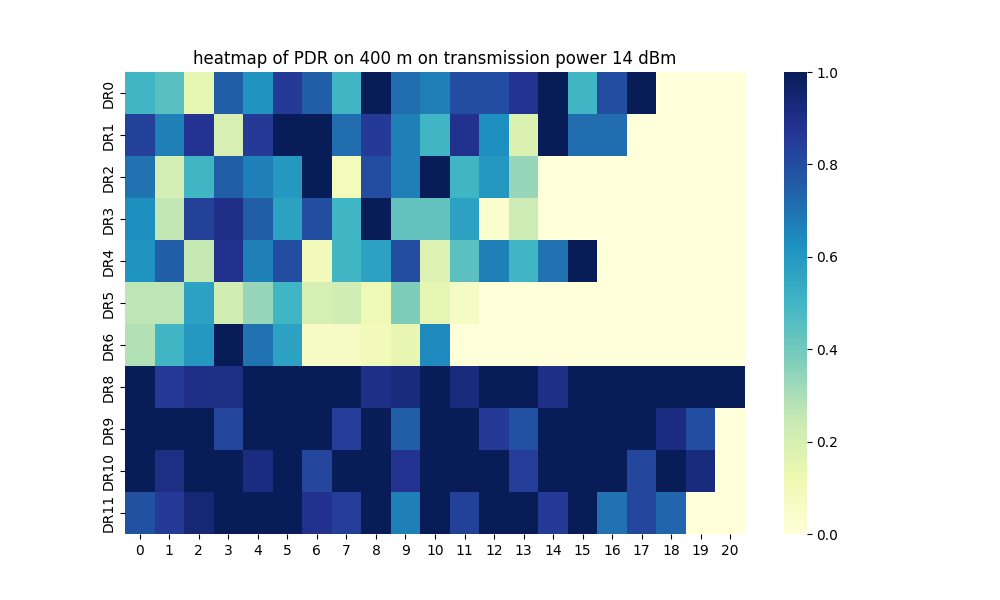 heatmap of PDR on 400 m on transmission power 14 dBm
DR0
DR1
DR2
DR3
DR4
DR5
DR6
DR8
DR9
DR10
DR11
0 1 2 3 4 5 6 7 8 9 10 11 12 13 14 15 16 17 18 19 20
1.0
0.8
0.6
0.4
0.2
0.0